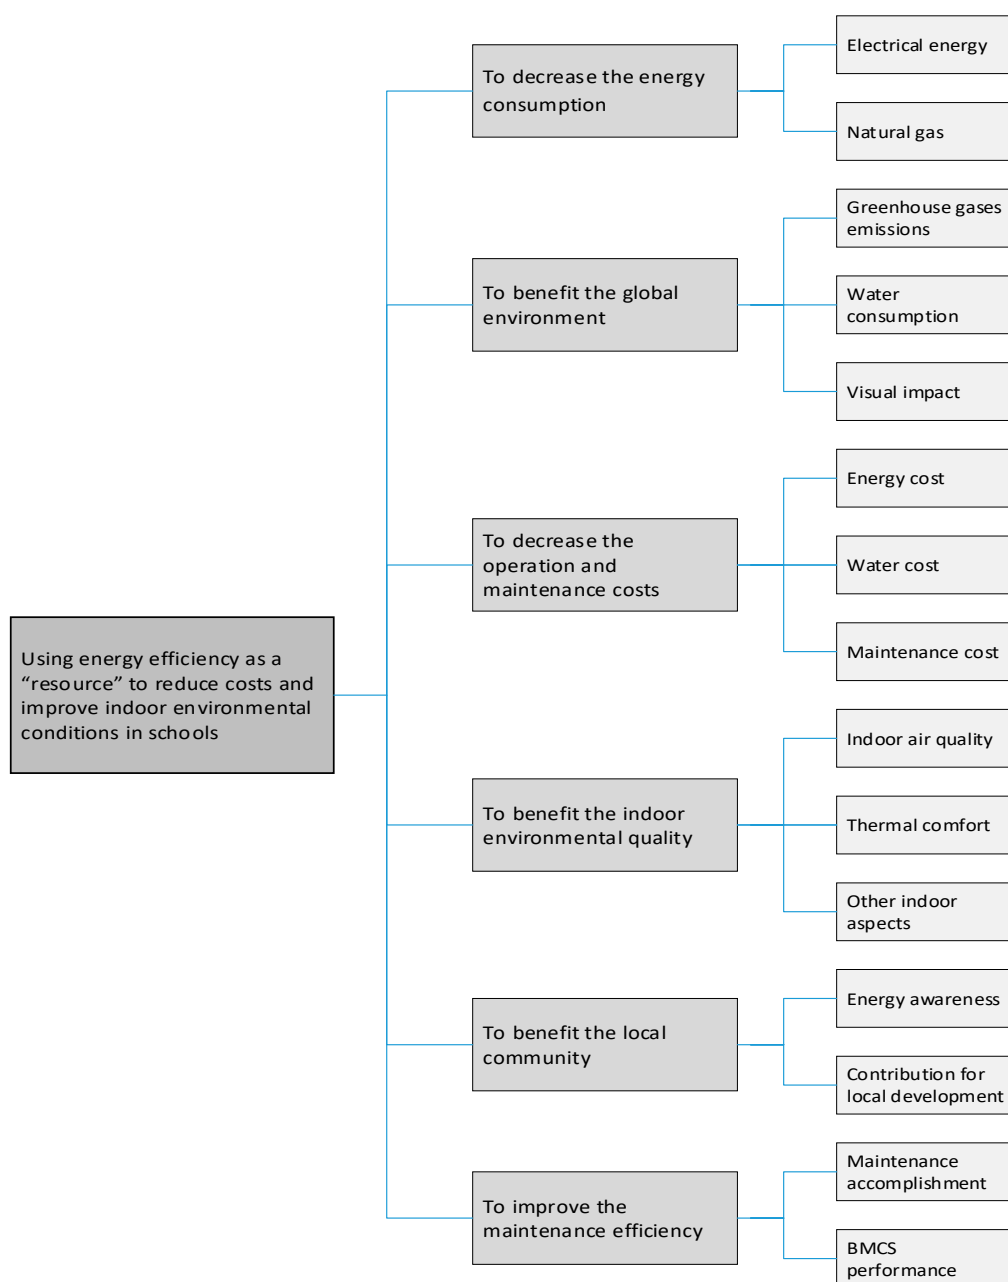 Using energy efficiency as a
“resource” to reduce costs and
improve indoor environmental
conditions in schools
To decrease the energy
consumption
Electrical energy
Natural gas
To benefit the global
environment
Greenhouse gases
emissions
Water
consumption
Visual impact
To decrease the
operation and
maintenance costs
Energy cost
Water cost
Maintenance cost
To benefit the indoor
environmental quality
Indoor air quality
Thermal comfort
Other indoor
aspects
To benefit the local
community
Energy awareness
Contribution for
local development
To improve the
maintenance efficiency
Maintenance
accomplishment
BMCS
performance